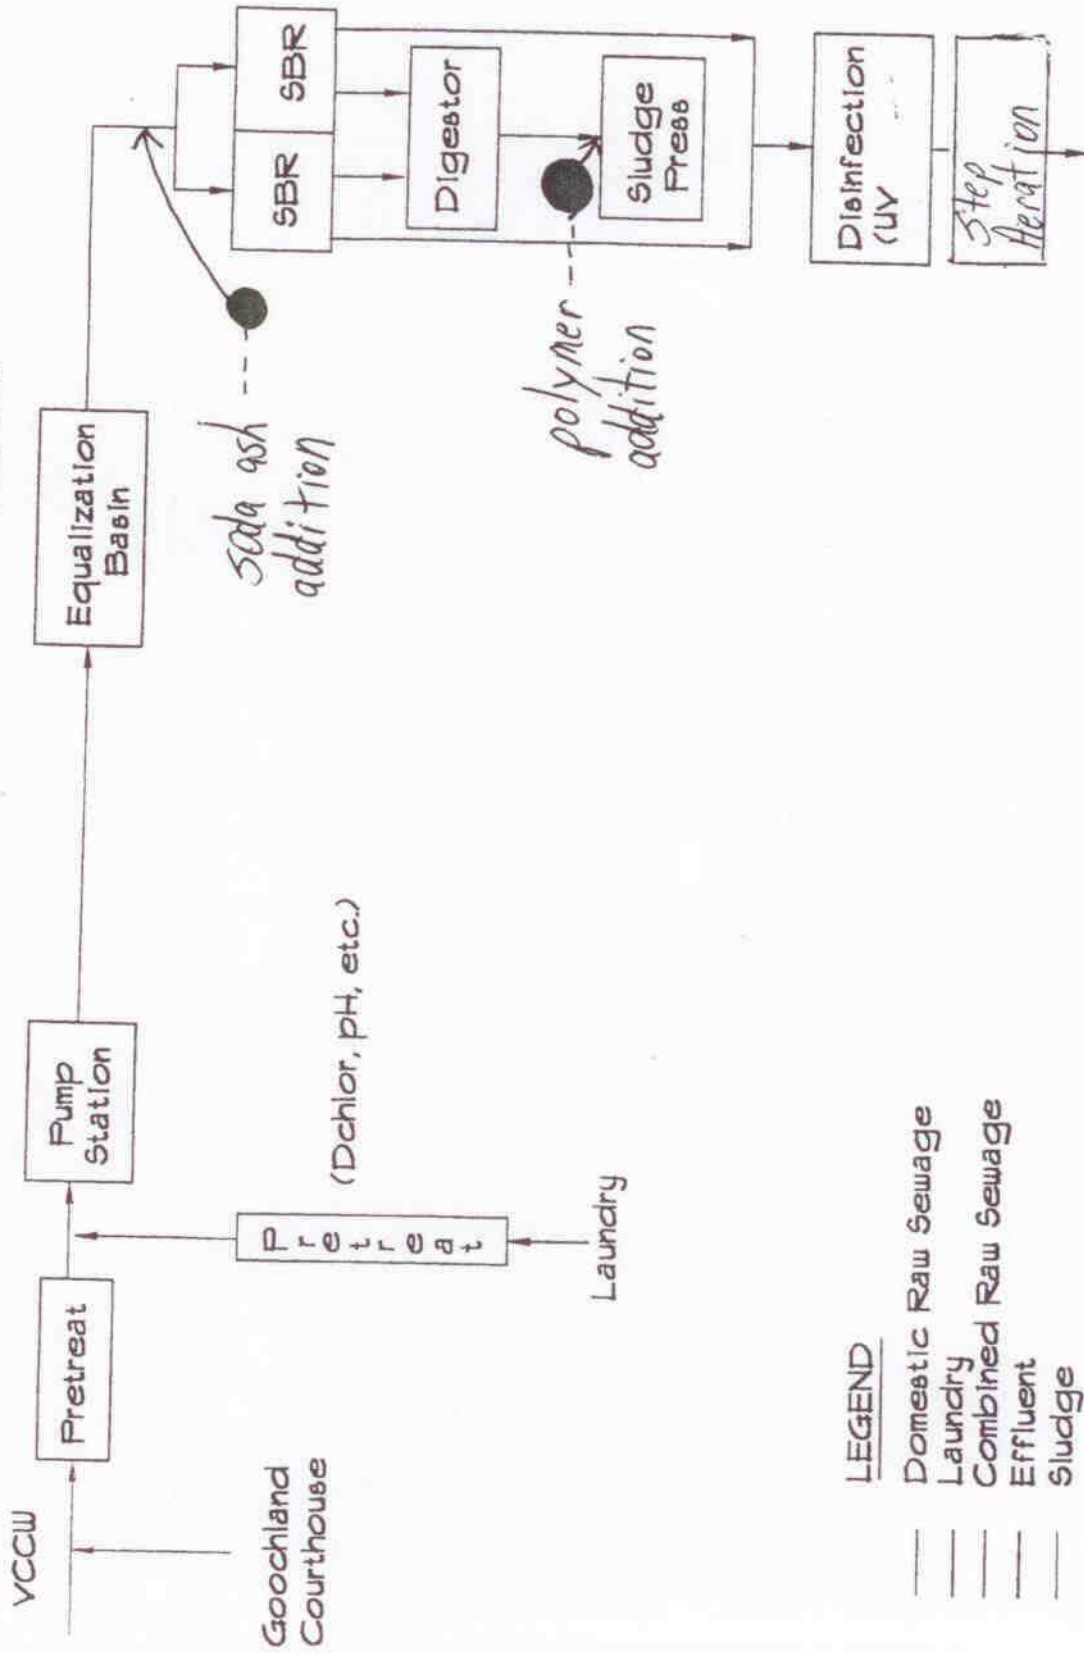 VCCW
Goochland
Courthouse
Pretreat
Pretreat
Laundry
(Dchlor, pH, etc.)
Pump
Station
Equalization
Basin
soda ash
addition
SBR
SBR
Digestor
polymer
addition
Sludge
Press
Disinfection
(UV
Step
Aeration
LEGEND
Domestic Raw Sewage
Laundry
Combined Raw Sewage
Effluent
Sludge